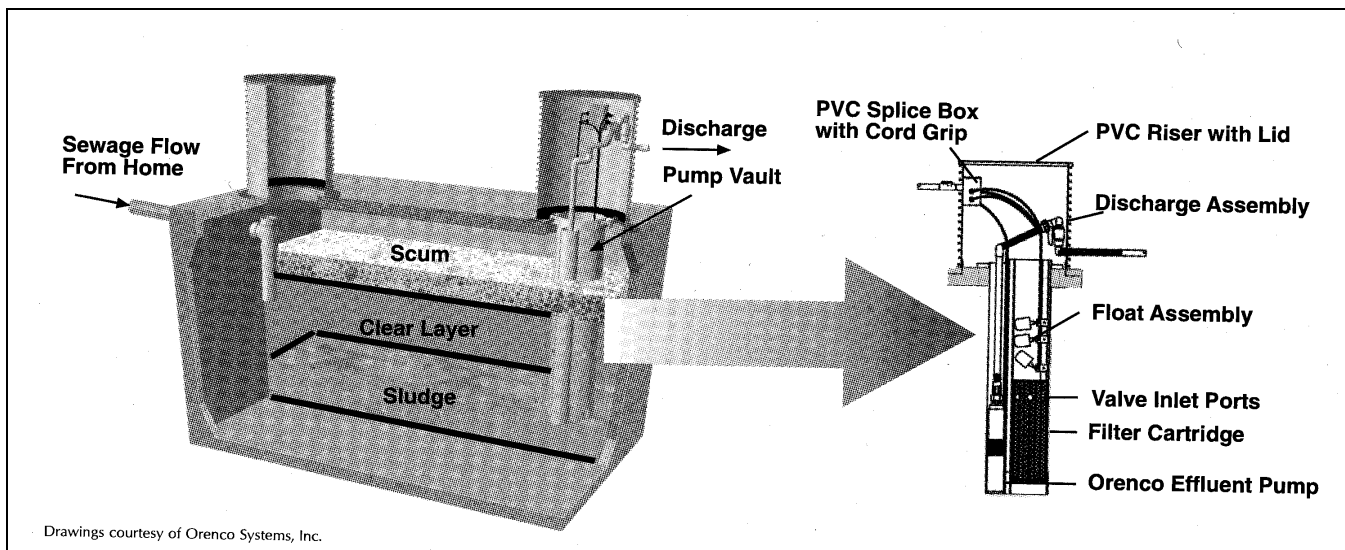 Sewage Flow
From Home
Discharge
Pump Vault
Scum
Clear Layer
Sludge
PVC Splice Box
with Cord Grip
PVC Riser with Lid
Discharge Assembly
Float Assembly
Valve Inlet Ports
Filter Cartridge
Orenco Effluent Pump
Drawings courtesy of Orenco Systems, Inc.